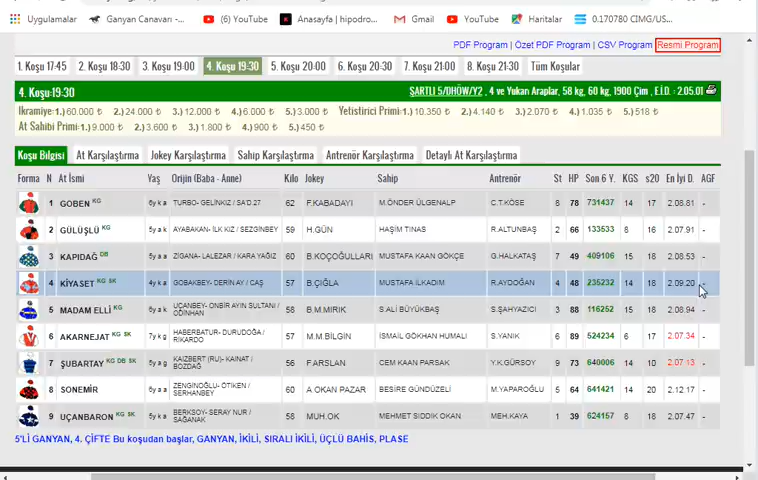 Uygulamalar Ganyan Canavarı -... (6) YouTube Anasayfa | hipodro... Gmail YouTube Haritalar 0.170780 CIMG/US...
PDF Program | Özet PDF Program | CSV Program Resmi Program
1. Koşu 17:45 2. Koşu 18:30 3. Koşu 19:00 4. Koşu 19:30 5. Koşu 20:00 6. Koşu 20:30 7. Koşu 21:00 8. Koşu 21:30 Tüm Koşular
4. Koşu:19:30 ŞARTLI 5/DHÖW/Y2 , 4 ve Yukarı Araplar, 58 kg, 60 kg, 1900 Çim , E.İ.D. : 2.05.01
İkramiye: 1.) 60.000 ₺ 2.) 24.000 ₺ 3.) 12.000 ₺ 4.) 6.000 ₺ 5.) 3.000 ₺ Yetistirici Primi: 1.) 10.350 ₺ 2.) 4.140 ₺ 3.) 2.070 ₺ 4.) 1.035 ₺ 5.) 518 ₺
At Sahibi Primi: 1.) 9.000 ₺ 2.) 3.600 ₺ 3.) 1.800 ₺ 4.) 900 ₺ 5.) 450 ₺
Koşu Bilgisi At Karşılaştırma Jokey Karşılaştırma Sahip Karşılaştırma Antrenör Karşılaştırma Detaylı At Karşılaştırma
Forma N At İsmi Yaş Orijin (Baba - Anne) Kilo Jokey Sahip Antrenör St HP Son 6 Y. KGS s20 En İyi D. AGF
1 GOBEN KG 6y k a TURBO- GELİNKIZ / SA'D.27 62 F.KABADAYI M.ÖNDER ÜLGENALP C.T.KÖSE 8 78 731437 14 17 2.08.81 -
2 GÜLÜŞLÜ KG 5y a k AYABAKAN- İLK KIZ / SEZGİNBEY 59 H.GÜN HAŞİM TINAS R.ALTUNBAŞ 2 66 133533 8 16 2.07.91 -
3 KAPIDAĞ DB 5y a a ZİGANA- LALEZAR / KARA YAĞIZ 60 B.KOÇOĞULLARI MUSTAFA KAAN GÖKÇE G.HALKATAŞ 7 49 409106 15 18 2.08.53 -
4 KİYASET KG SK 4y k a GOBAKBEY- DERİN AY / CAŞ 57 B.ÇIĞLA MUSTAFA İLKADIM R.AYDOĞAN 4 48 235232 14 18 2.09.20 -
5 MADAM ELLİ KG 6y a k UÇANBEY- ONBİR AYIN SULTANI / ODİNHAN 58 B.M.MIRIK S.ALİ BÜYÜKBAŞ S.ŞAHYAZICI 3 88 116252 15 18 2.08.94 -
6 AKARNEJAT KG SK 7y k g HABERBATUR- DURUDOĞA / RİKARDO 57 M.M.BİLGİN İSMAİL GÖKHAN HUMALI S.YANIK 6 89 524234 6 17 2.07.34 -
7 ŞUBARTAY KG DB SK 5y k g KAIZBERT (RU)- KAINAT / BOZDAĞ 56 F.ARSLAN CEM KAAN PARSAK Y.K.GÜRSOY 9 73 640006 14 10 2.07.13 -
8 SONEMİR 5y a a ZENGİNOĞLU- ÖTİKEN / SERHANBEY 60 A OKAN PAZAR BESİRE GÜNDÜZELİ M.YAPAROĞLU 5 64 641421 14 20 2.12.17 -
9 UÇANBARON KG SK 5y k a BERKSOY- SERAY NUR / SAĞANAK 58 MUH.OK MEHMET SIDDIK OKAN MEH.KAYA 1 39 624157 6 18 2.07.47 -
5'Lİ GANYAN, 4. ÇİFTE Bu koşudan başlar, GANYAN, İKİLİ, SIRALI İKİLİ, ÜÇLÜ BAHİS, PLASE